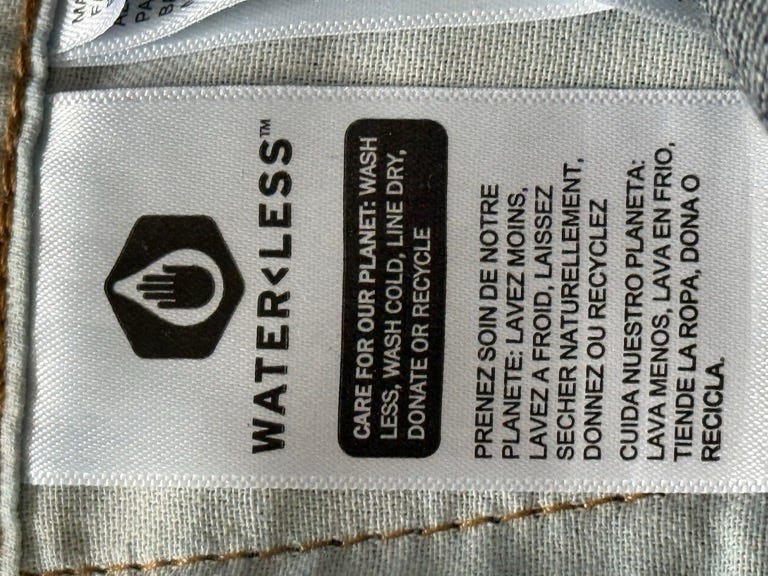 WATER<LESS™
CARE FOR OUR PLANET: WASH
LESS, WASH COLD, LINE DRY,
DONATE OR RECYCLE
PRENEZ SOIN DE NOTRE
PLANETE: LAVEZ MOINS,
LAVEZ A FROID, LAISSEZ
SECHER NATURELLEMENT,
DONNEZ OU RECYCLEZ
CUIDA NUESTRO PLANETA:
LAVA MENOS, LAVA EN FRIO,
TIENDE LA ROPA, DONA O
RECICLA.